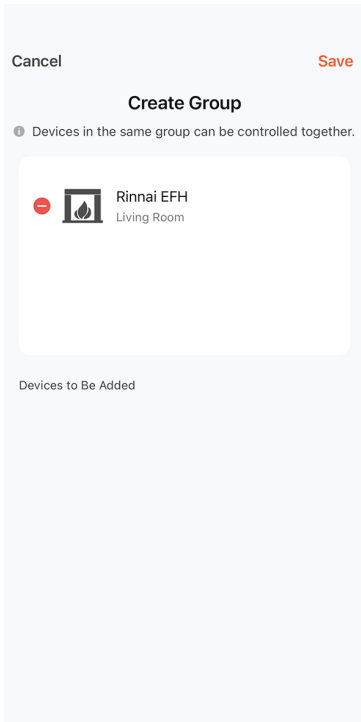 Cancel
Save
Create Group
Devices in the same group can be controlled together.
Rinnai EFH
Living Room
Devices to Be Added